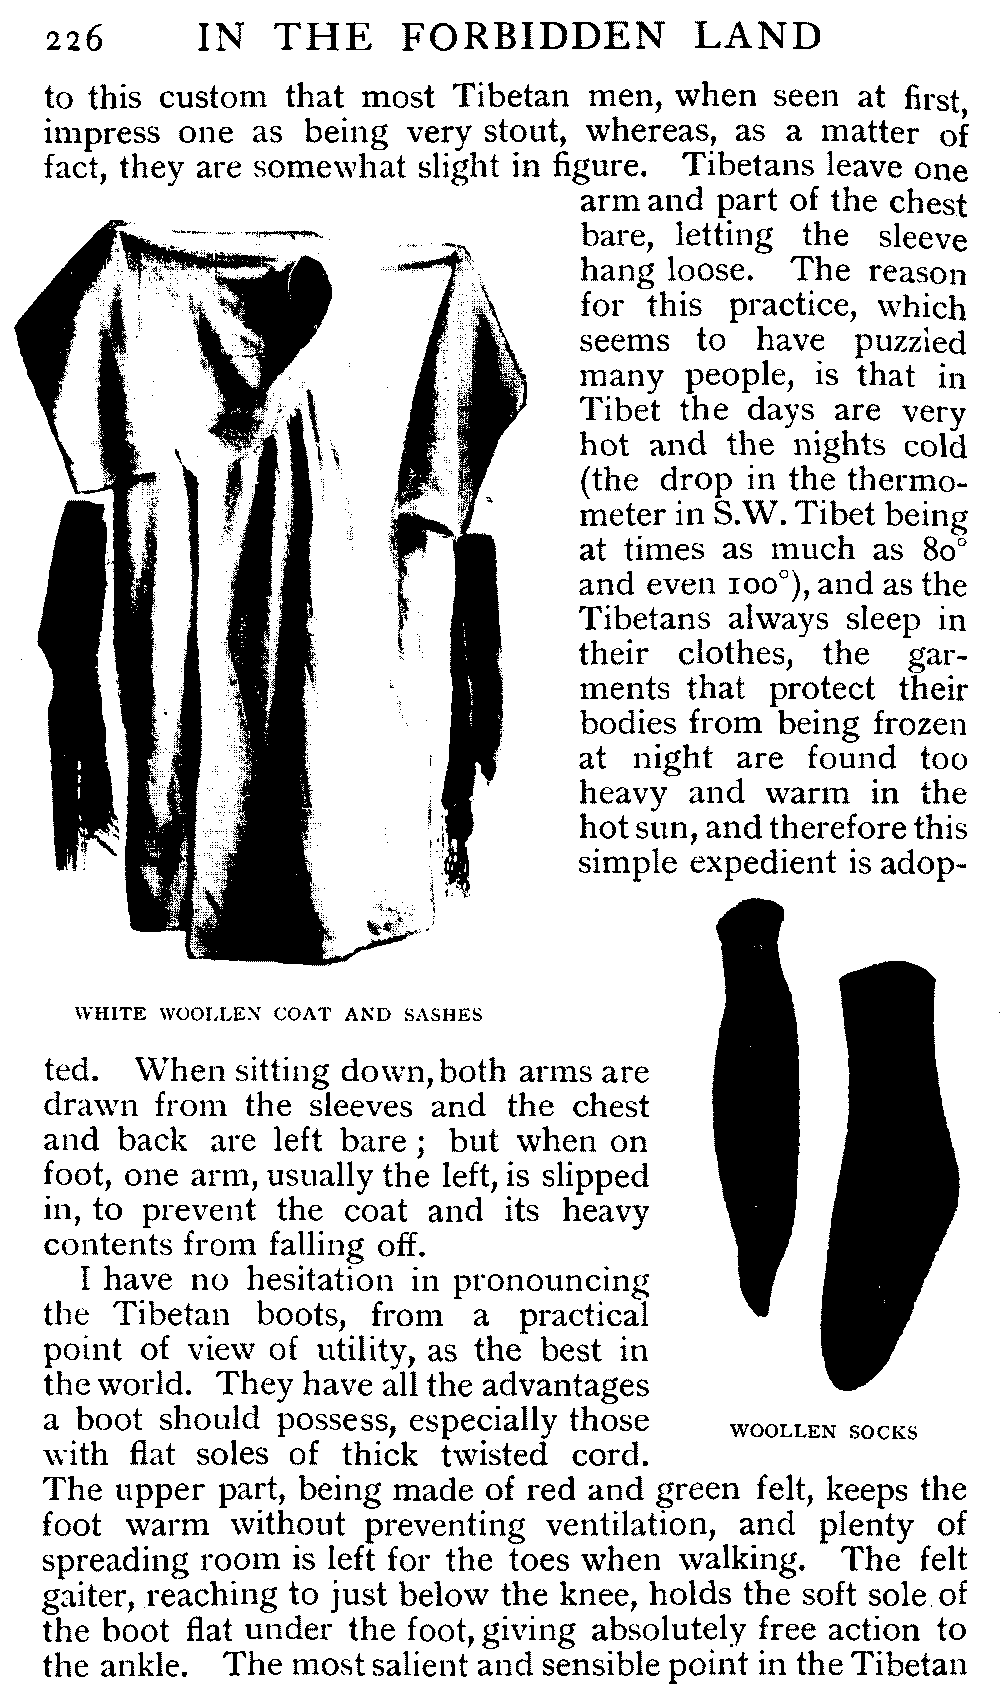 226 IN THE FORBIDDEN LAND
to this custom that most Tibetan men, when seen at first,
impress one as being very stout, whereas, as a matter of
fact, they are somewhat slight in figure. Tibetans leave one
arm and part of the chest
bare, letting the sleeve
hang loose. The reason
for this practice, which
seems to have puzzled
many people, is that in
Tibet the days are very
hot and the nights cold
(the drop in the thermo-
meter in S.W. Tibet being
at times as much as 80°
and even 100°), and as the
Tibetans always sleep in
their clothes, the gar-
ments that protect their
bodies from being frozen
at night are found too
heavy and warm in the
hot sun, and therefore this
simple expedient is adop-
WHITE WOOLLEN COAT AND SASHES
ted. When sitting down, both arms are
drawn from the sleeves and the chest
and back are left bare; but when on
foot, one arm, usually the left, is slipped
in, to prevent the coat and its heavy
contents from falling off.
I have no hesitation in pronouncing
the Tibetan boots, from a practical
point of view of utility, as the best in
the world. They have all the advantages
a boot should possess, especially those
with flat soles of thick twisted cord.
WOOLLEN SOCKS
The upper part, being made of red and green felt, keeps the
foot warm without preventing ventilation, and plenty of
spreading room is left for the toes when walking. The felt
gaiter, reaching to just below the knee, holds the soft sole of
the boot flat under the foot, giving absolutely free action to
the ankle. The most salient and sensible point in the Tibetan